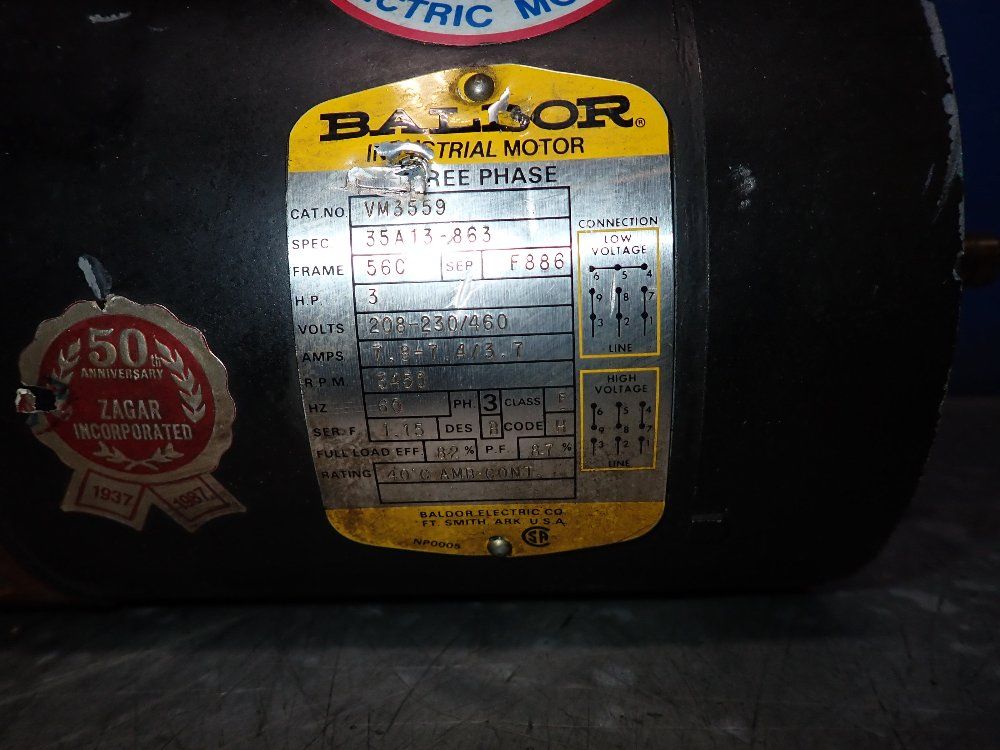 ECTRIC MO
BALDOR®
INDUSTRIAL MOTOR
THREE PHASE
CAT.NO. VM3559
SPEC. 35A13-863
FRAME 56C SER F886
H.P. 3
VOLTS 208-230/460
AMPS 7.8-7.4/3.7
R.P.M. 3450
HZ 60 PH. 3 CLASS
SER.F. 1.15 DES B CODE H
FULL LOAD EFF. 82 % P.F. 87 %
RATING 40°C AMB-CONT.
BALDOR ELECTRIC CO.
FT. SMITH, ARK. U.S.A.
NP0005
CONNECTION
LOW
VOLTAGE
6 5 4
9 8 7
3 2 1
LINE
HIGH
VOLTAGE
6 5 4
9 8 7
3 2 1
LINE
50th
ANNIVERSARY
ZAGAR
INCORPORATED
1937
1987